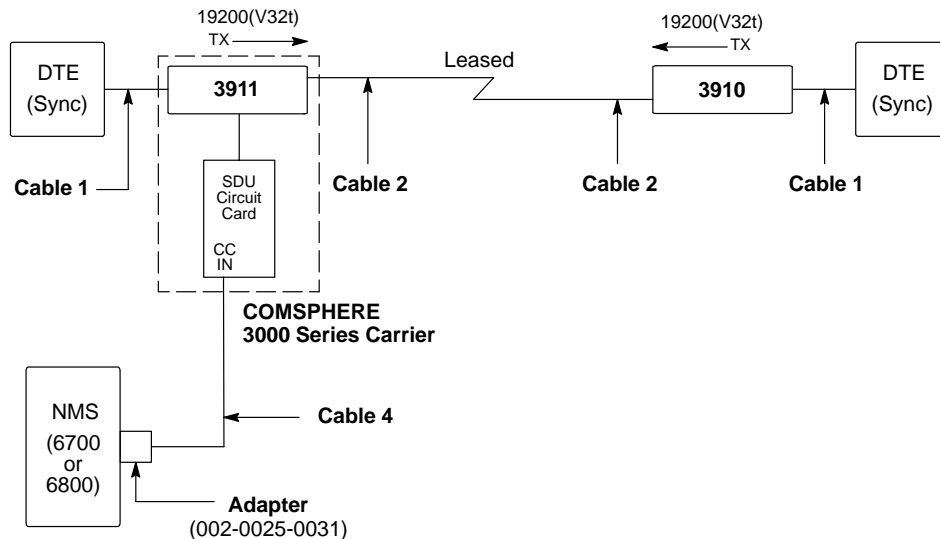 19200(V32t)
TX
19200(V32t)
TX
DTE
(Sync)
3911
Leased
3910
DTE
(Sync)
Cable 1
SDU
Circuit
Card
CC
IN
Cable 2
Cable 2
Cable 1
COMSPHERE
3000 Series Carrier
NMS
(6700
or
6800)
Cable 4
Adapter
(002-0025-0031)